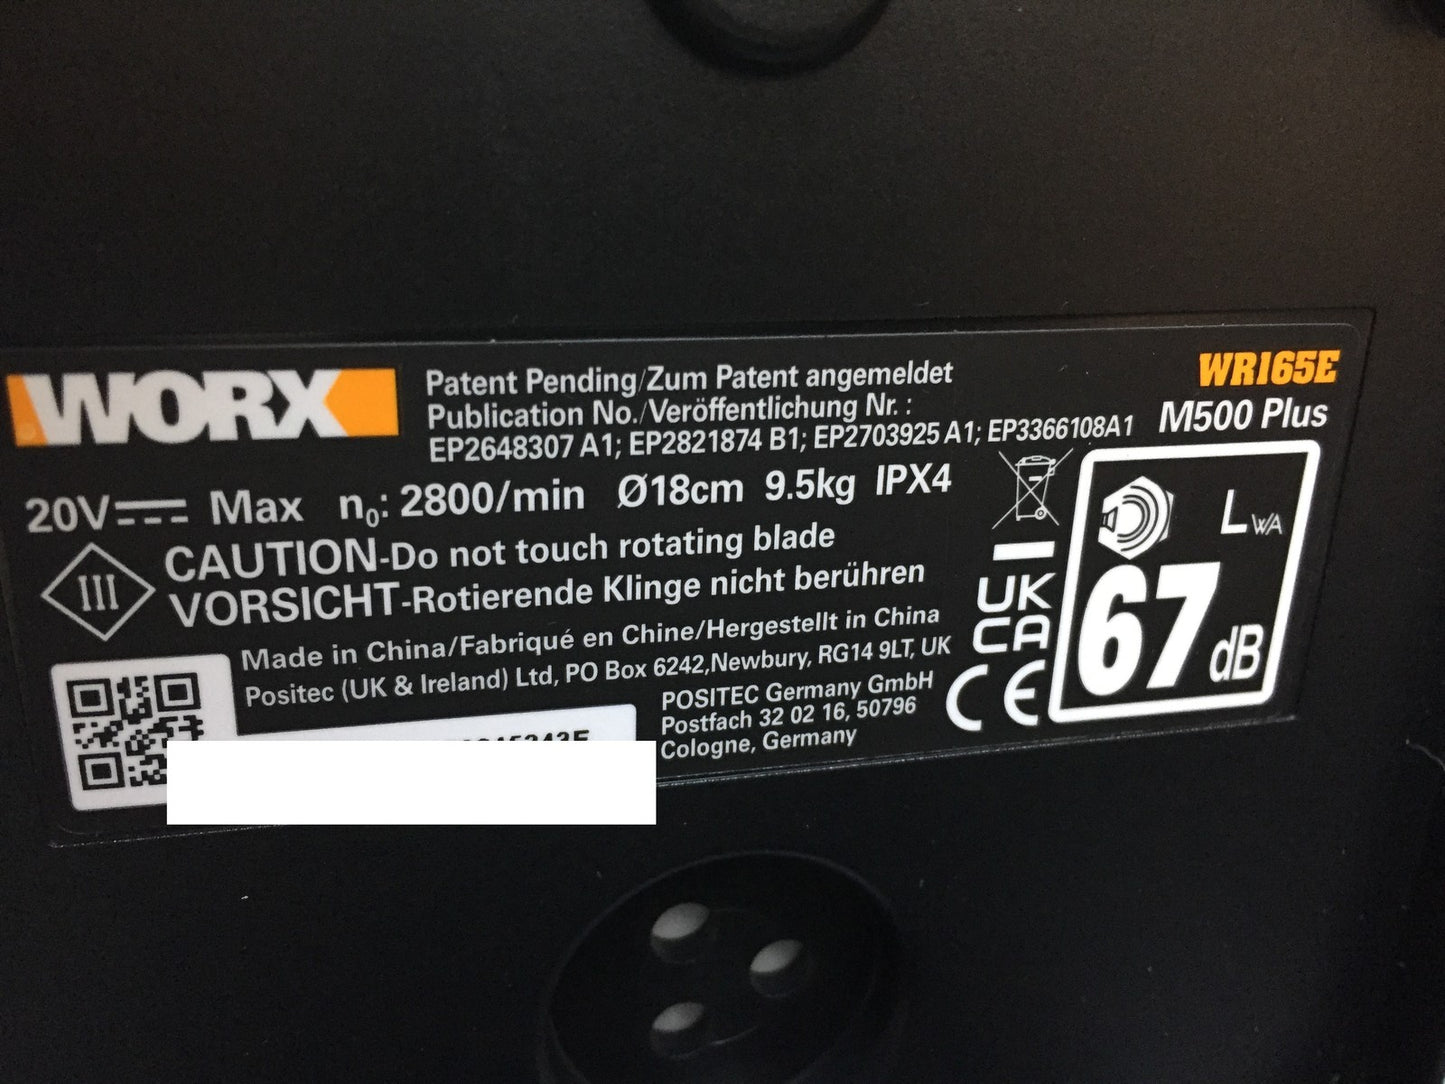 WORX
Patent Pending/Zum Patent angemeldet
Publication No./Veröffentlichung Nr. :
EP2648307 A1; EP2821874 B1; EP2703925 A1; EP3366108A1
WR165E
M500 Plus
20V Max n0: 2800/min Ø18cm 9.5kg IPX4
III
CAUTION-Do not touch rotating blade
VORSICHT-Rotierende Klinge nicht berühren
Made in China/Fabriqué en Chine/Hergestellt in China
Positec (UK & Ireland) Ltd, PO Box 6242,Newbury, RG14 9LT, UK
POSITEC Germany GmbH
Postfach 32 02 16, 50796
Cologne, Germany
UK
CA
CE
LWA
67 dB